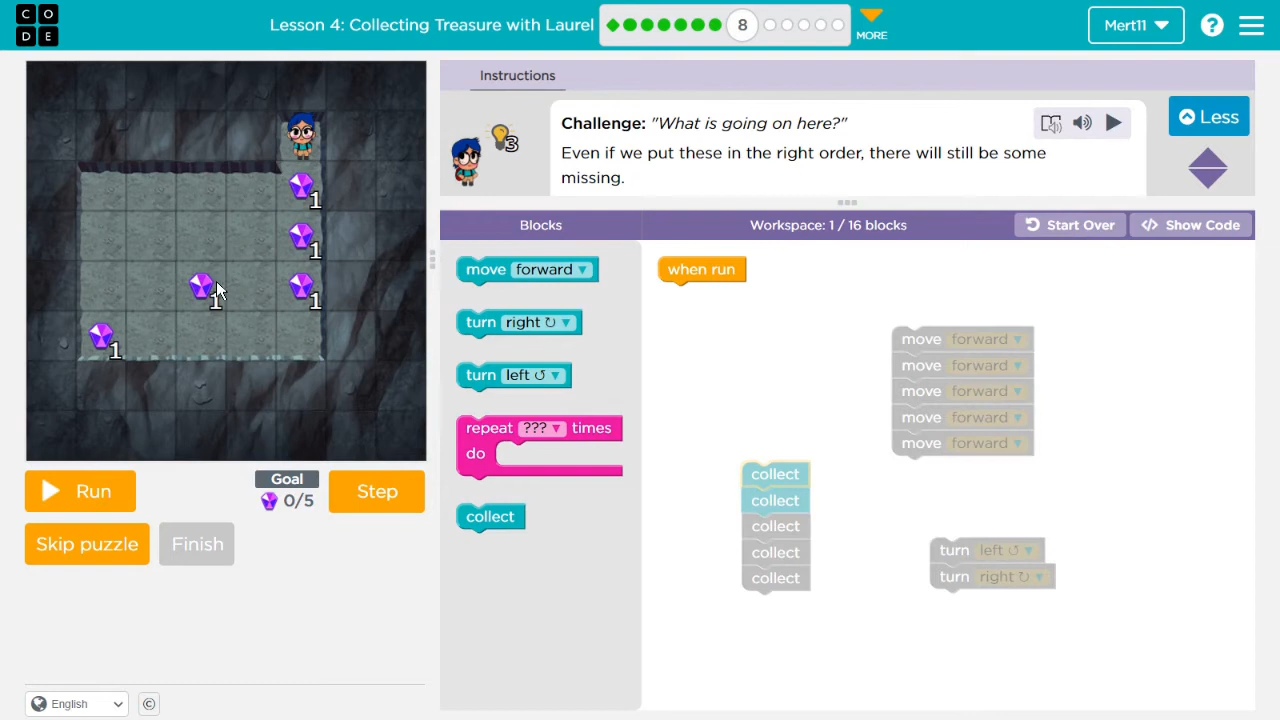 C O
D E
Lesson 4: Collecting Treasure with Laurel
8
MORE
Mert11
?
Instructions
3
Challenge: "What is going on here?"
Even if we put these in the right order, there will still be some
missing.
Less
1
1
1
1
1
Run
Goal
0/5
Step
Skip puzzle
Finish
English
©
Blocks
Workspace: 1 / 16 blocks
Start Over
Show Code
move forward
turn right ↻
turn left ↺
repeat ??? times
do
collect
when run
move forward
move forward
move forward
move forward
move forward
collect
collect
collect
collect
collect
turn left ↺
turn right ↻